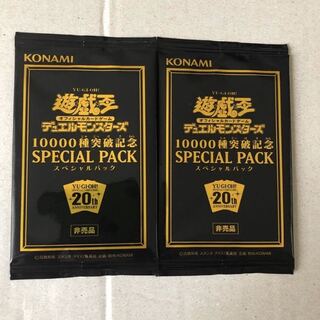 KONAMI
YU-GI-OH!
遊戯王
オフィシャルカードゲーム
デュエルモンスターズ
10000種突破記念
SPECIAL PACK
スペシャルパック
YU-GI-OH!
20th
ANNIVERSARY
非売品
KONAMI
YU-GI-OH!
遊戯王
オフィシャルカードゲーム
デュエルモンスターズ
10000種突破記念
SPECIAL PACK
スペシャルパック
YU-GI-OH!
20th
ANNIVERSARY
非売品